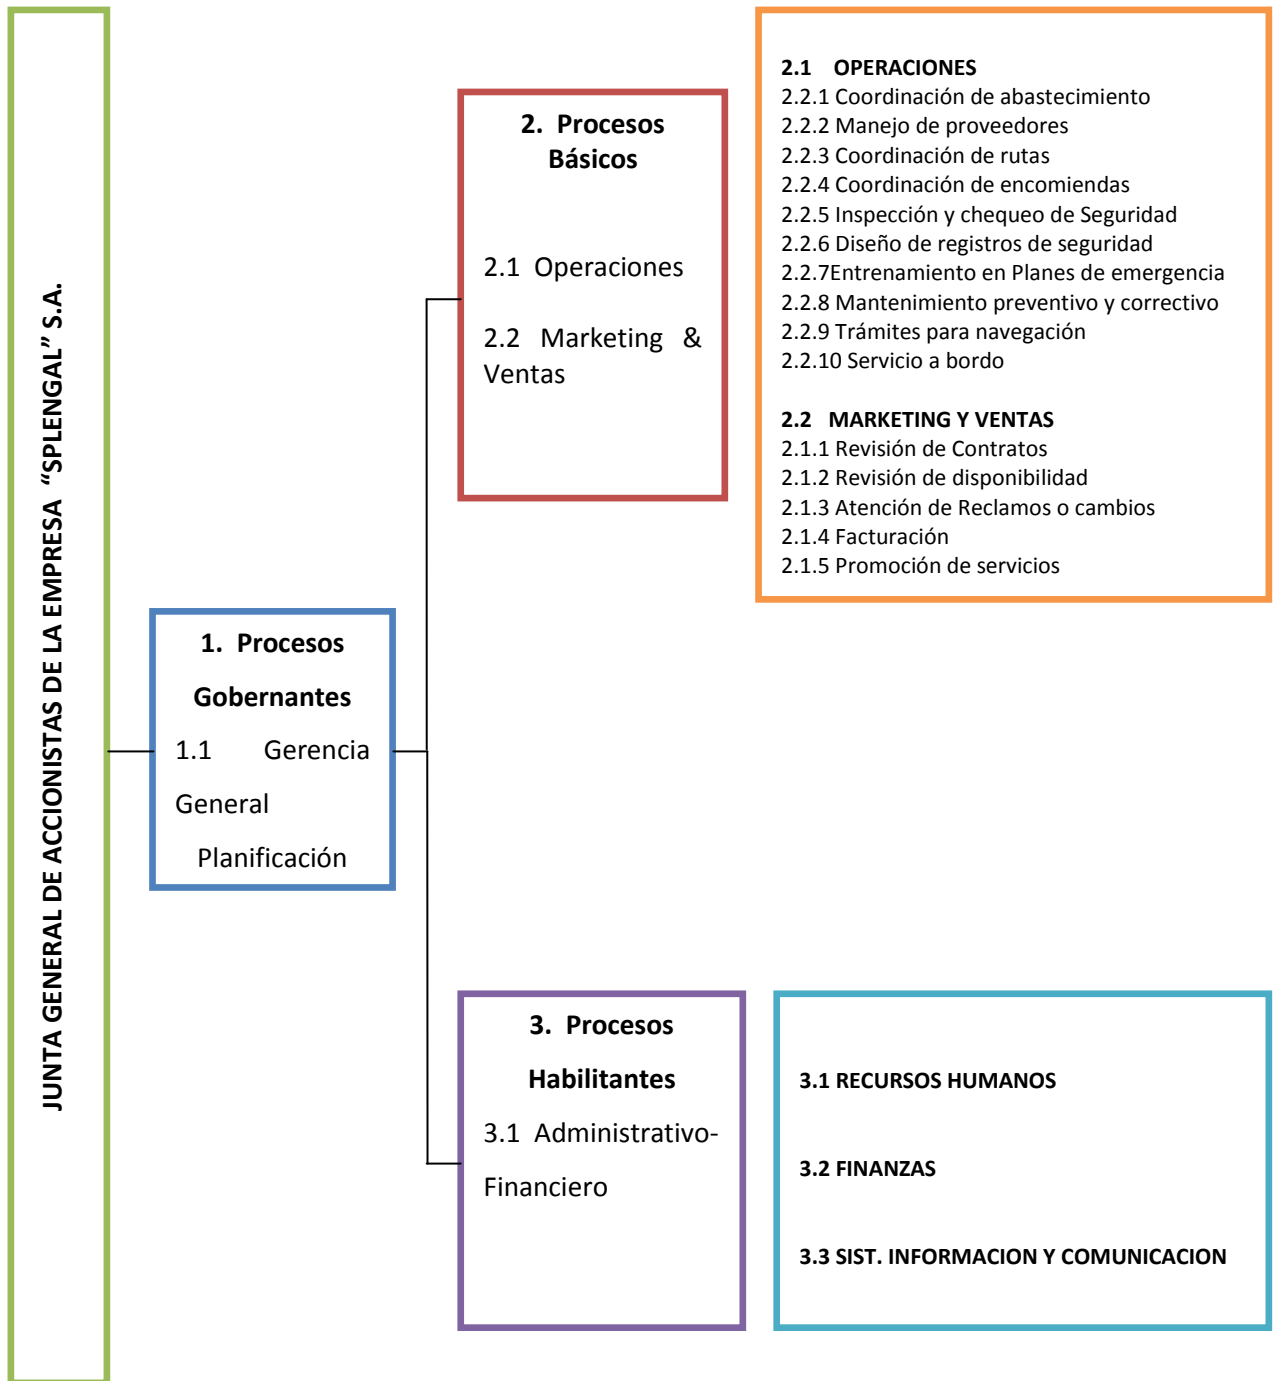 JUNTA GENERAL DE ACCIONISTAS DE LA EMPRESA “SPLENGAL” S.A.
1. Procesos
Gobernantes
1.1 Gerencia
General
Planificación
2. Procesos
Básicos
2.1 Operaciones
2.2 Marketing &
Ventas
2.1 OPERACIONES
2.2.1 Coordinación de abastecimiento
2.2.2 Manejo de proveedores
2.2.3 Coordinación de rutas
2.2.4 Coordinación de encomiendas
2.2.5 Inspección y chequeo de Seguridad
2.2.6 Diseño de registros de seguridad
2.2.7Entrenamiento en Planes de emergencia
2.2.8 Mantenimiento preventivo y correctivo
2.2.9 Trámites para navegación
2.2.10 Servicio a bordo
2.2 MARKETING Y VENTAS
2.1.1 Revisión de Contratos
2.1.2 Revisión de disponibilidad
2.1.3 Atención de Reclamos o cambios
2.1.4 Facturación
2.1.5 Promoción de servicios
3. Procesos
Habilitantes
3.1 Administrativo-
Financiero
3.1 RECURSOS HUMANOS
3.2 FINANZAS
3.3 SIST. INFORMACION Y COMUNICACION